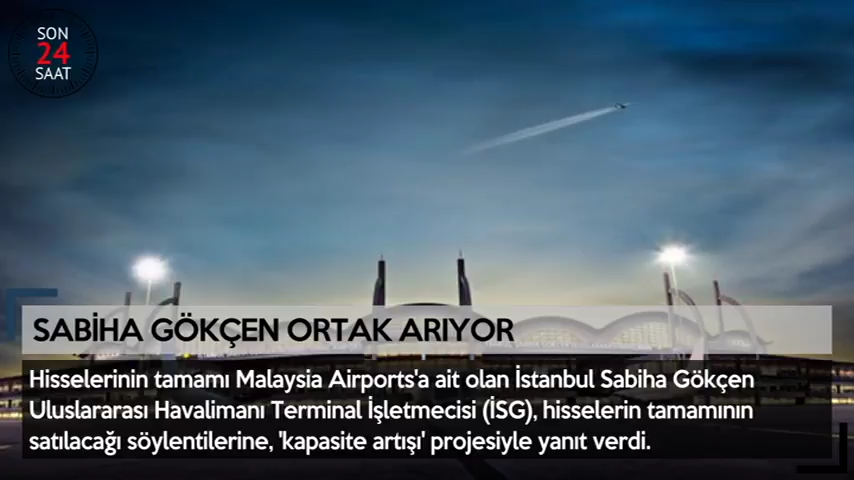 SON
24
SAAT
SABİHA GÖKÇEN ORTAK ARIYOR
Hisselerinin tamamı Malaysia Airports'a ait olan İstanbul Sabiha Gökçen
Uluslararası Havalimanı Terminal İşletmecisi (İSG), hisselerin tamamının
satılacağı söylentilerine, 'kapasite artışı' projesiyle yanıt verdi.